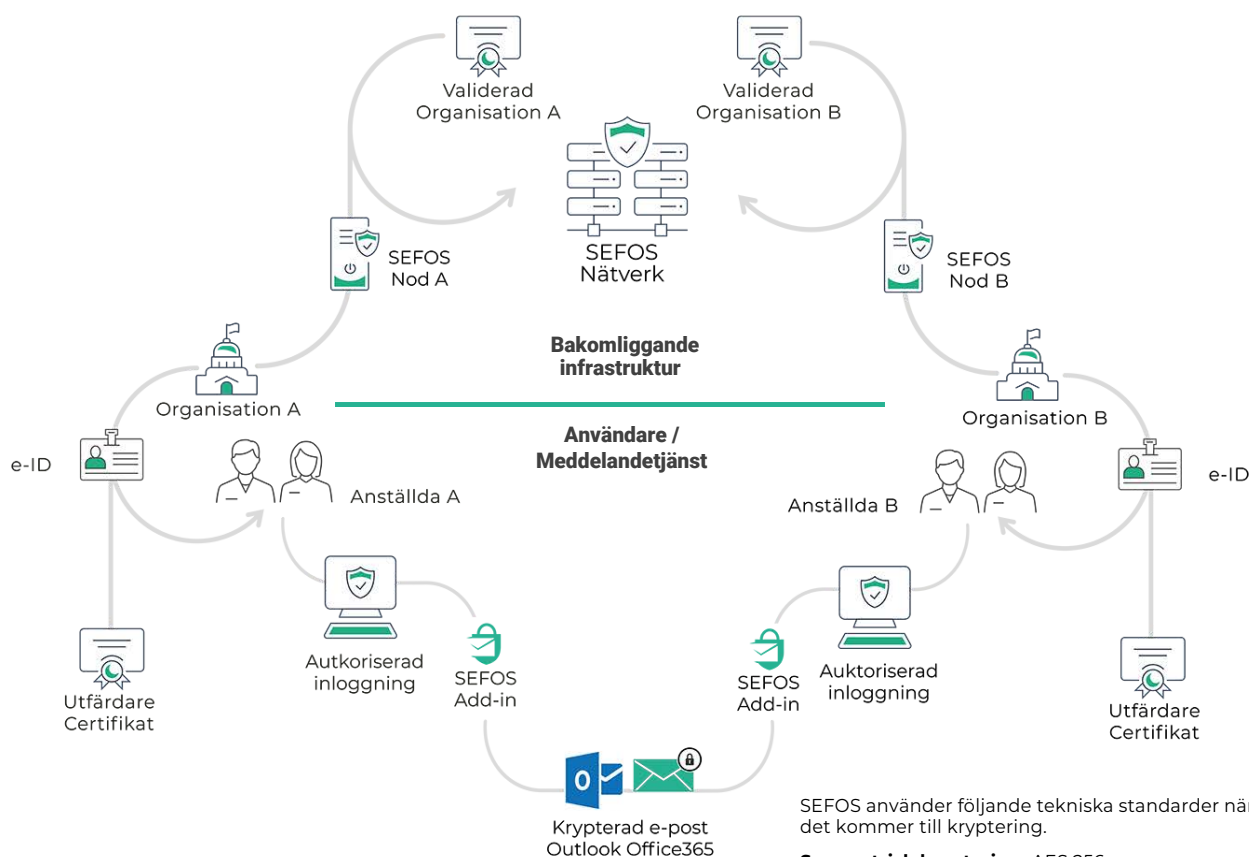 Validerad
Organisation A
Validerad
Organisation B
SEFOS
Nätverk
SEFOS
Nod A
SEFOS
Nod B
Bakomliggande
infrastruktur
Organisation A
Organisation B
Användare /
Meddelandetjänst
e-ID
e-ID
Anställda A
Anställda B
Autkoriserad
inloggning
SEFOS
Add-in
SEFOS
Add-in
Auktoriserad
inloggning
Utfärdare
Certifikat
Utfärdare
Certifikat
Krypterad e-post
Outlook Office365
SEFOS använder följande tekniska standarder när
det kommer till kryptering.